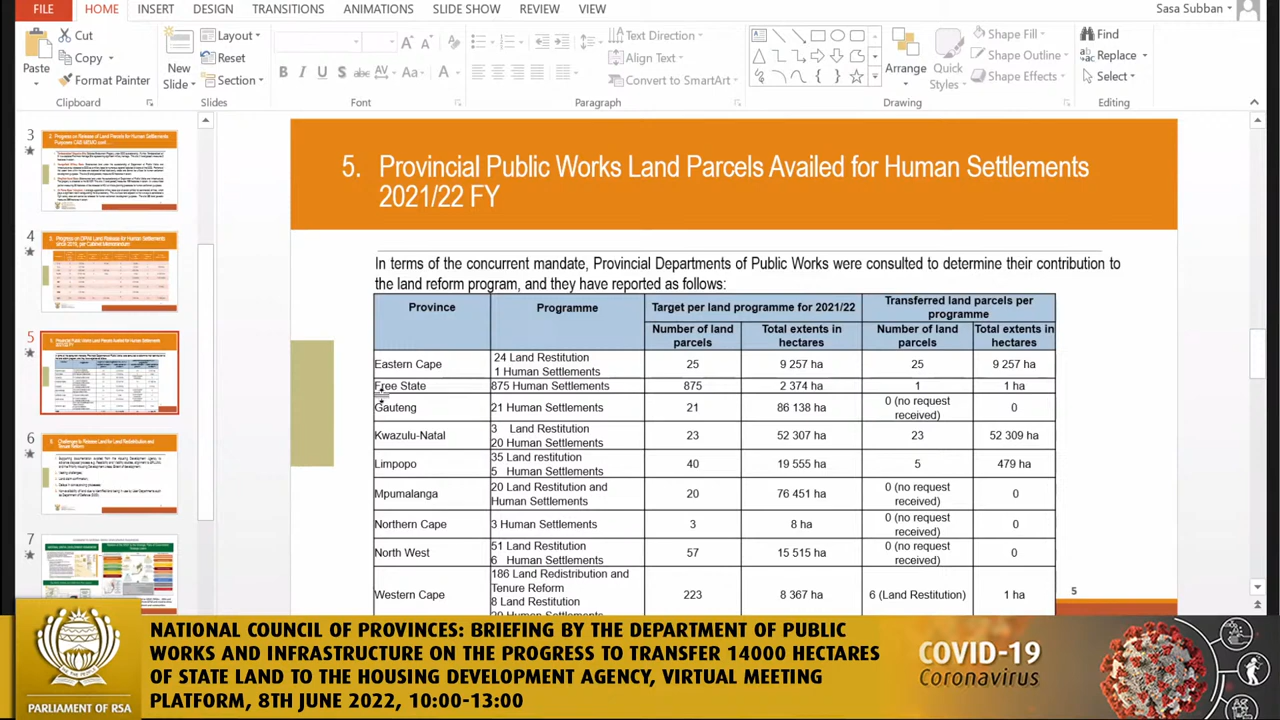 FILE HOME INSERT DESIGN TRANSITIONS ANIMATIONS SLIDE SHOW REVIEW VIEW Sasa Subban
Paste
Cut
Copy
Format Painter
Clipboard
New
Slide
Layout
Reset
Section
Slides
B I U S abc AV Aa A
Font
Text Direction
Align Text
Convert to SmartArt
Paragraph
Arrange
Quick
Styles
Shape Fill
Shape Outline
Shape Effects
Drawing
Find
Replace
Select
Editing
3
4
5
6
7
5. Provincial Public Works Land Parcels Audited for Human Settlements
2021/22 FY
In terms of the concurrent mandate, Provincial Departments of Public Works are consulted to determine their contribution to
the land reform program, and they have reported as follows:
Province Programme Target per land programme 2021/22 Transferred land parcels per
programme
Number of land
parcels
Total extents in
hectares
Number of land
parcels
Total extents in
hectares
Eastern Cape 24 Land Restitution
1 Human Settlements 25 9 257 ha 25 9 257 ha
Free State 875 Human Settlements 875 2 374 ha 1 1 ha
Gauteng 21 Human Settlements 21 86 138 ha 0 (no request
received) 0
Kwazulu-Natal 3 Land Restitution
20 Human Settlements 23 52 307 ha 23 52 309 ha
Limpopo 35 Land restitution
5 Human Settlements 40 9 555 ha 5 479 ha
Mpumalanga 20 Land Restitution and
Human Settlements 20 76 451 ha 0 (no request
received) 0
Northern Cape 3 Human Settlements 3 8 ha 0 (no request
received) 0
North West 51 Land Restitution
6 Human Settlements 57 15 515 ha 0 (no request
received) 0
Western Cape 186 Land Redistribution and
Tenure Reform
8 Land Restitution
223 8 367 ha 6 (Land Restitution) 1 ha
5
PARLIAMENT OF RSA
NATIONAL COUNCIL OF PROVINCES: BRIEFING BY THE DEPARTMENT OF PUBLIC
WORKS AND INFRASTRUCTURE ON THE PROGRESS TO TRANSFER 14000 HECTARES
OF STATE LAND TO THE HOUSING DEVELOPMENT AGENCY, VIRTUAL MEETING
PLATFORM, 8TH JUNE 2022, 10:00-13:00
COVID-19
Coronavirus